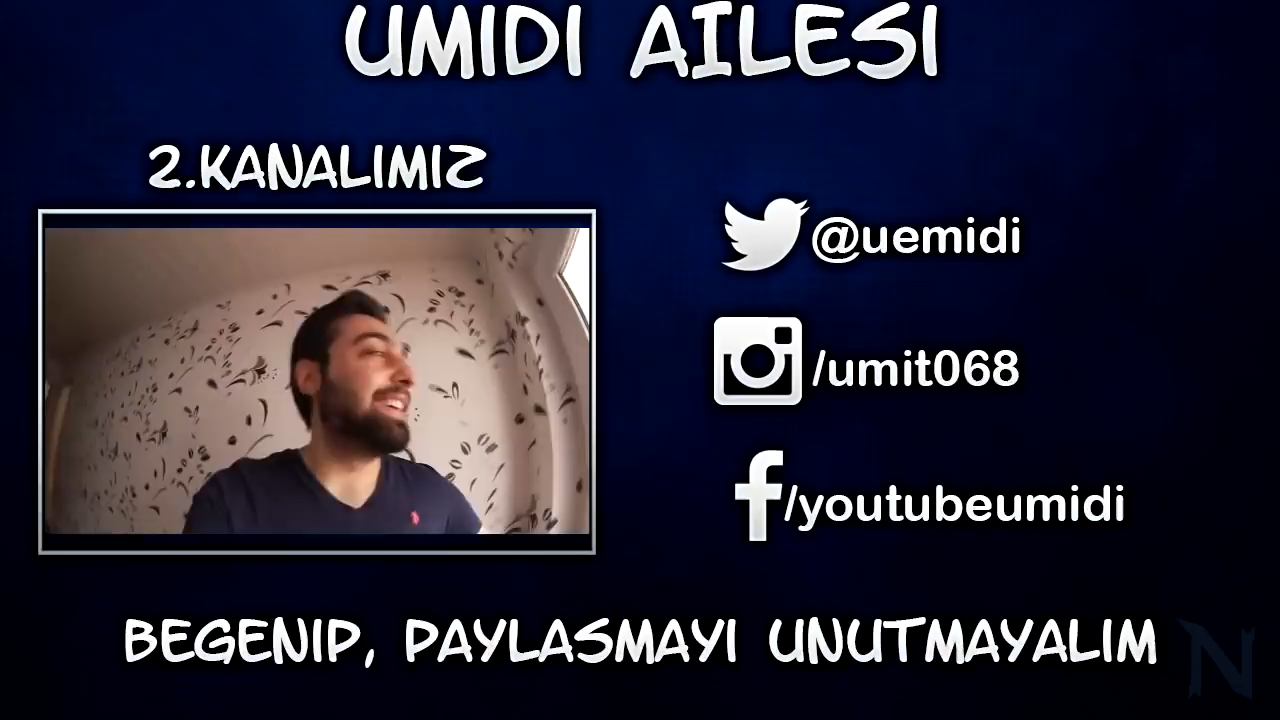 UMIDI AILESI
2.KANALIMIZ
@uemidi
/umit068
/youtubeumidi
BEGENIP, PAYLASMAYI UNUTMAYALIM
N